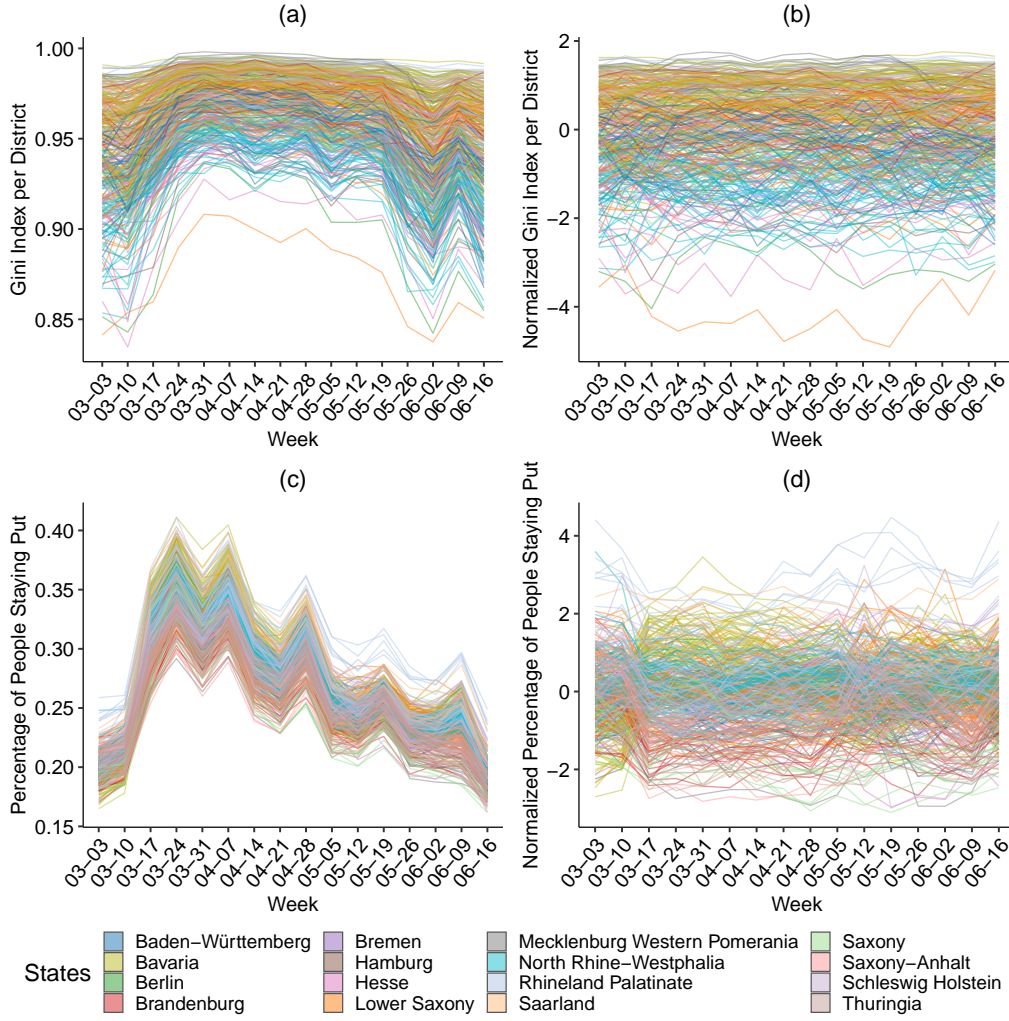 (a)
Gini Index per District
1.00
0.95
0.90
0.85
03−03 03−10 03−17 03−24 03−31 04−07 04−14 04−21 04−28 05−05 05−12 05−19 05−26 06−02 06−09 06−16
Week
(b)
Normalized Gini Index per District
2
0
−2
−4
03−03 03−10 03−17 03−24 03−31 04−07 04−14 04−21 04−28 05−05 05−12 05−19 05−26 06−02 06−09 06−16
Week
(c)
Percentage of People Staying Put
0.40
0.35
0.30
0.25
0.20
0.15
03−03 03−10 03−17 03−24 03−31 04−07 04−14 04−21 04−28 05−05 05−12 05−19 05−26 06−02 06−09 06−16
Week
(d)
Normalized Percentage of People Staying Put
4
2
0
−2
03−03 03−10 03−17 03−24 03−31 04−07 04−14 04−21 04−28 05−05 05−12 05−19 05−26 06−02 06−09 06−16
Week
States
Baden−Württemberg
Bavaria
Berlin
Brandenburg
Bremen
Hamburg
Hesse
Lower Saxony
Mecklenburg Western Pomerania
North Rhine−Westphalia
Rhineland Palatinate
Saarland
Saxony
Saxony−Anhalt
Schleswig Holstein
Thuringia